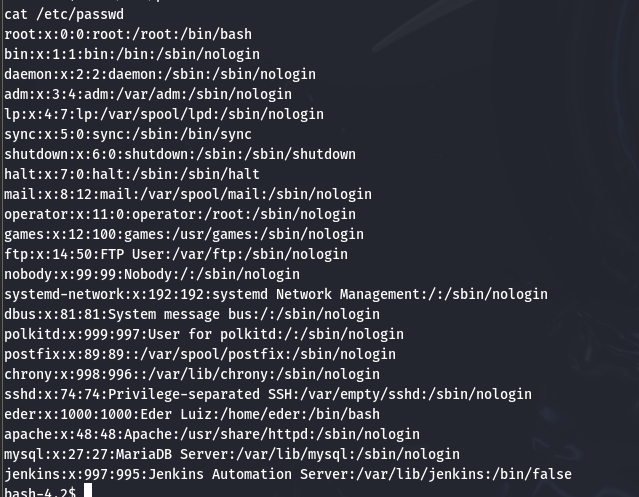 cat /etc/passwd
root:x:0:0:root:/root:/bin/bash
bin:x:1:1:bin:/bin:/sbin/nologin
daemon:x:2:2:daemon:/sbin:/sbin/nologin
adm:x:3:4:adm:/var/adm:/sbin/nologin
lp:x:4:7:lp:/var/spool/lpd:/sbin/nologin
sync:x:5:0:sync:/sbin:/bin/sync
shutdown:x:6:0:shutdown:/sbin:/sbin/shutdown
halt:x:7:0:halt:/sbin:/sbin/halt
mail:x:8:12:mail:/var/spool/mail:/sbin/nologin
operator:x:11:0:operator:/root:/sbin/nologin
games:x:12:100:games:/usr/games:/sbin/nologin
ftp:x:14:50:FTP User:/var/ftp:/sbin/nologin
nobody:x:99:99:Nobody:/:/sbin/nologin
systemd-network:x:192:192:systemd Network Management:/:/sbin/nologin
dbus:x:81:81:System message bus:/:/sbin/nologin
polkitd:x:999:997:User for polkitd:/:/sbin/nologin
postfix:x:89:89::/var/spool/postfix:/sbin/nologin
chrony:x:998:996::/var/lib/chrony:/sbin/nologin
sshd:x:74:74:Privilege-separated SSH:/var/empty/sshd:/sbin/nologin
eder:x:1000:1000:Eder Luiz:/home/eder:/bin/bash
apache:x:48:48:Apache:/usr/share/httpd:/sbin/nologin
mysql:x:27:27:MariaDB Server:/var/lib/mysql:/sbin/nologin
jenkins:x:997:995:Jenkins Automation Server:/var/lib/jenkins:/bin/false
bash-4.2$